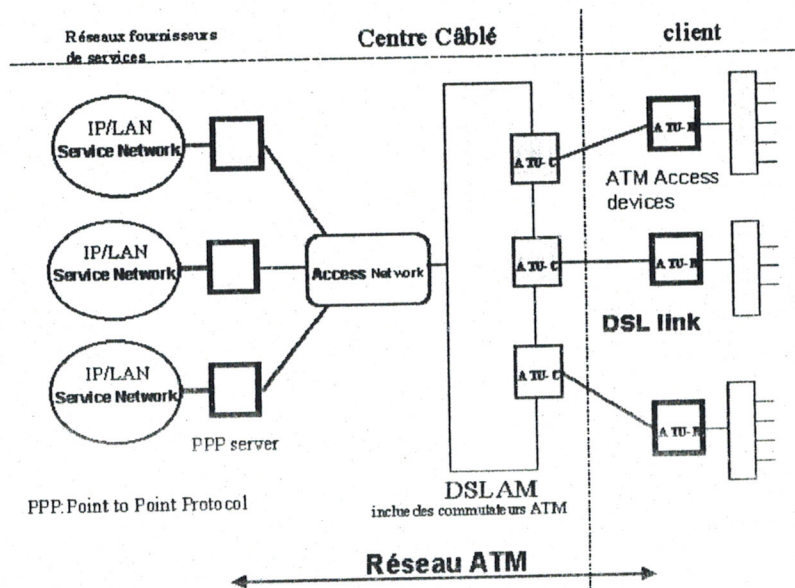 Réseaux fournisseurs
de services
Centre Câblé
client
IP/LAN
Service Network
IP/LAN
Service Network
IP/LAN
Service Network
PPP server
Access Network
ATU-C
ATU-C
ATU-C
ATU-R
ATM Access
devices
ATU-R
DSL link
ATU-R
DSLAM
inclue des commutateurs ATM
PPP:Point to Point Protocol
Réseau ATM